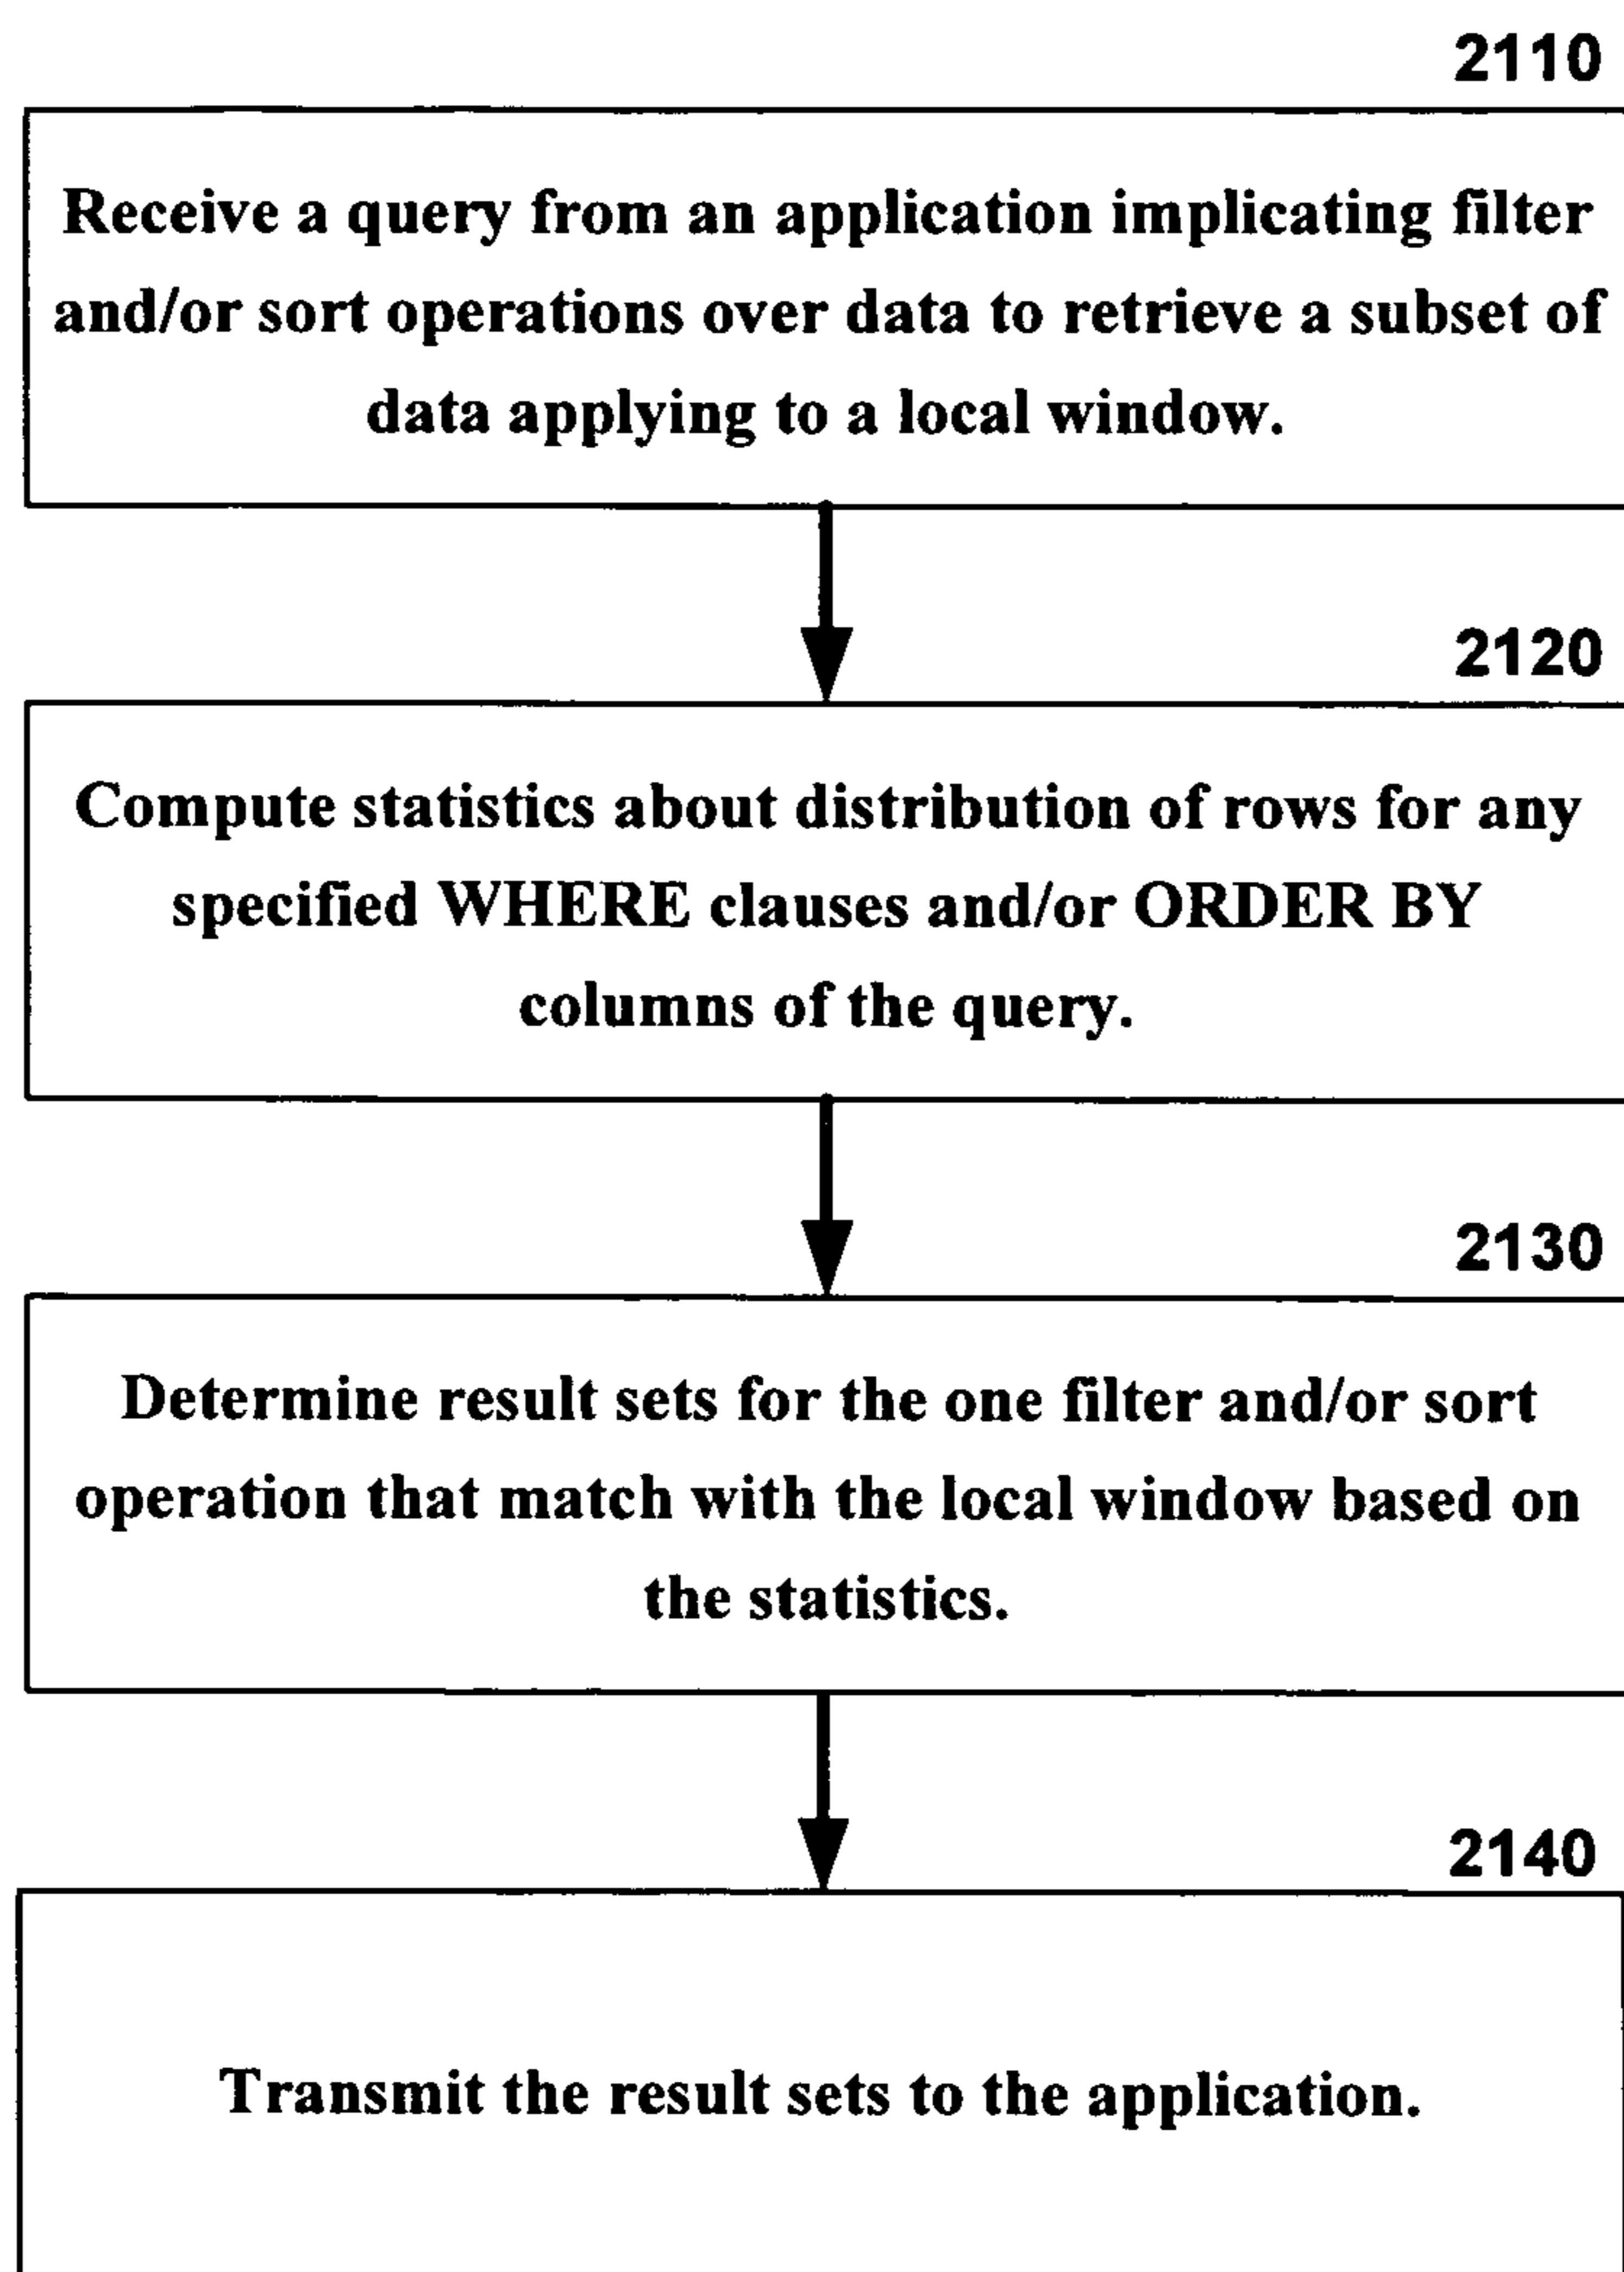 2110
Receive a query from an application implicating filter
and/or sort operations over data to retrieve a subset of
data applying to a local window.
2120
Compute statistics about distribution of rows for any
specified WHERE clauses and/or ORDER BY
columns of the query.
2130
Determine result sets for the one filter and/or sort
operation that match with the local window based on
the statistics.
2140
Transmit the result sets to the application.